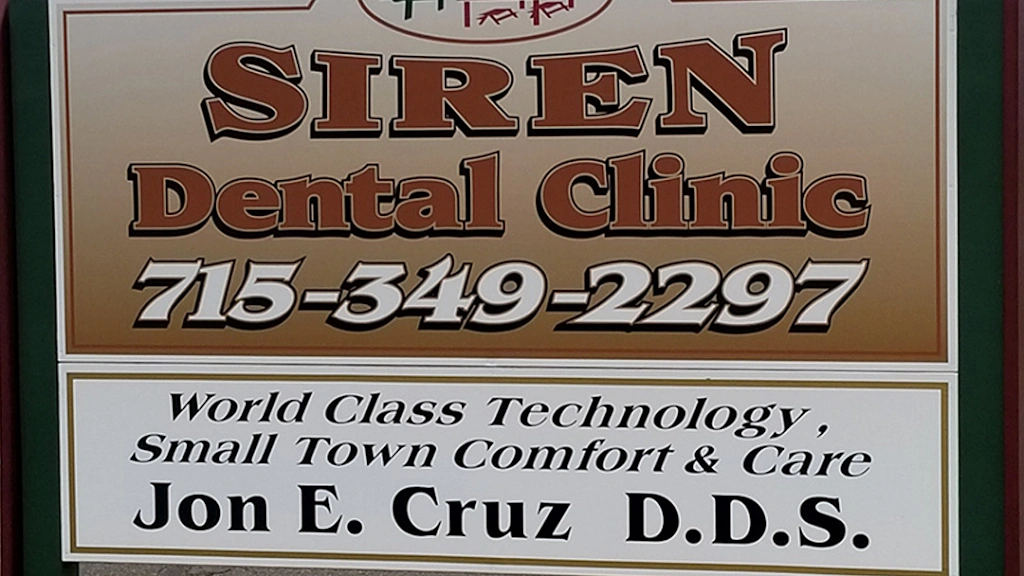 SIREN
Dental Clinic
715-349-2297
World Class Technology,
Small Town Comfort & Care
Jon E. Cruz D.D.S.